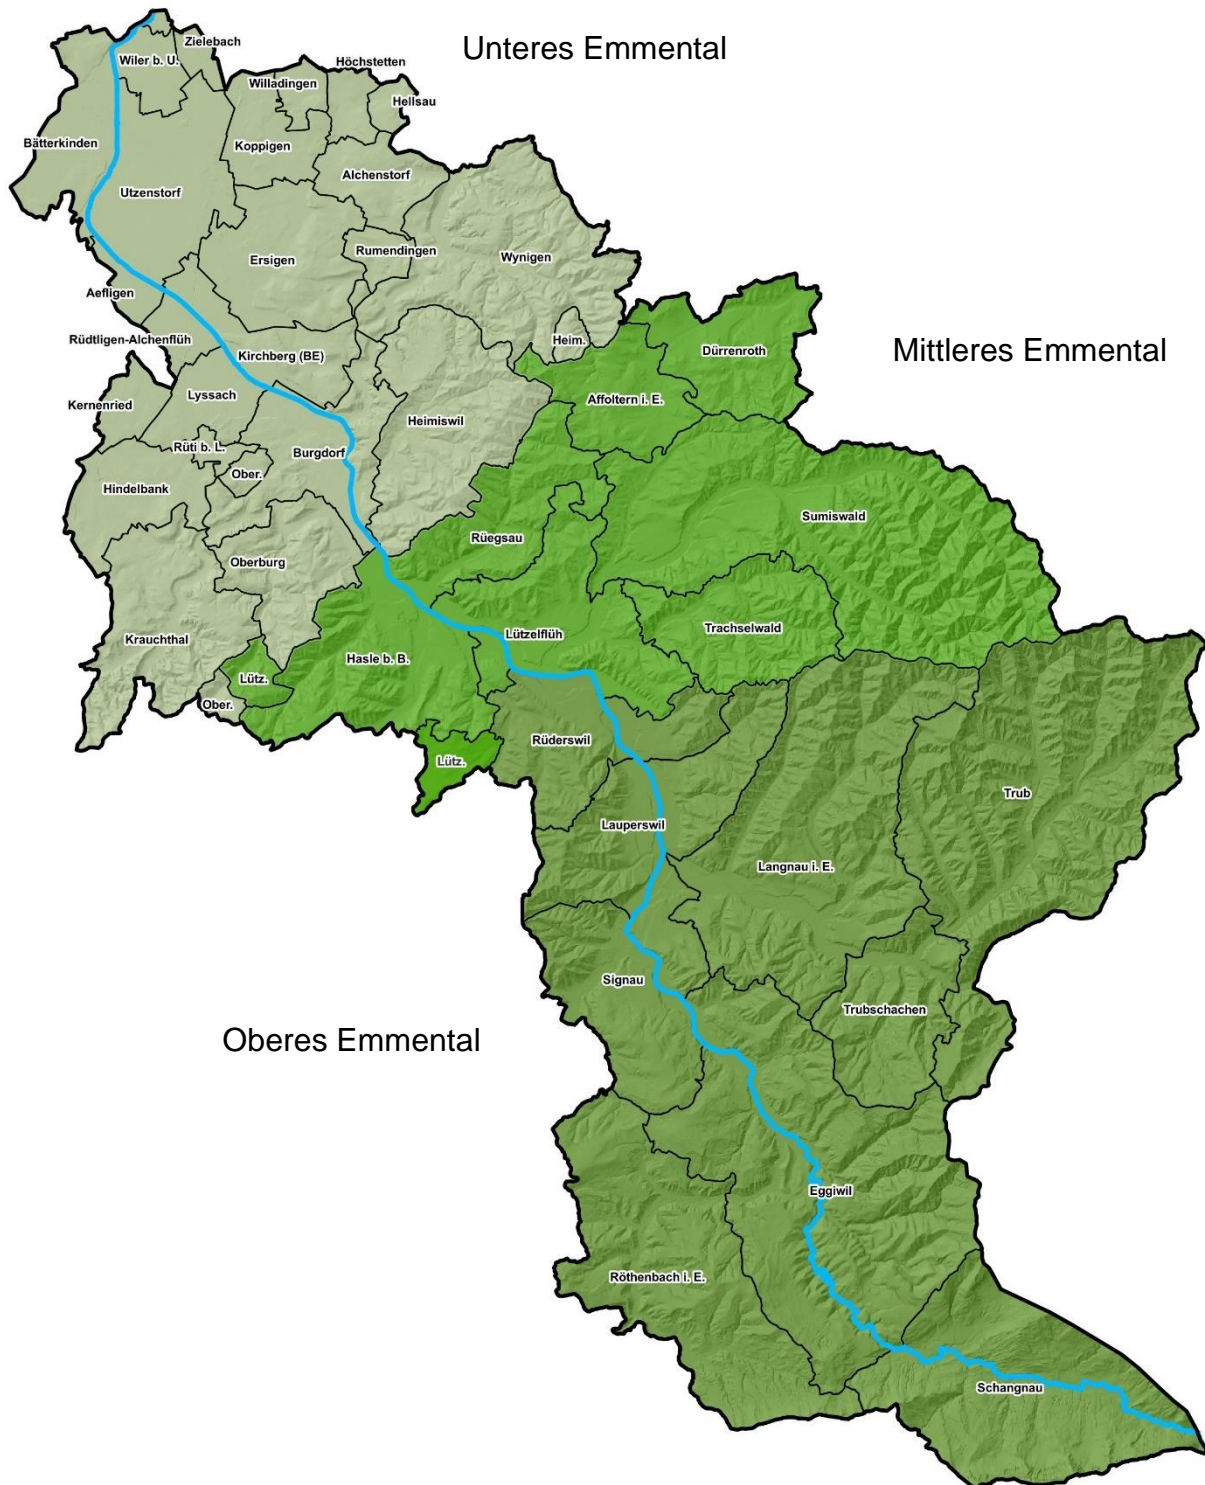 Zielebach
Unteres Emmental
Wiler b. U.
Höchstetten
Willadingen
Hellsau
Bätterkinden
Koppigen
Alchenstorf
Utzenstorf
Rumendingen
Wynigen
Ersigen
Aefligen
Rüdtligen-Alchenflüh
Heim.
Dürrenroth
Mittleres Emmental
Kirchberg (BE)
Lyssach
Affoltern i. E.
Kernenried
Heimiswil
Rüti b. L.
Burgdorf
Ober.
Hindelbank
Sumiswald
Rüegsau
Oberburg
Trachselwald
Krauchthal
Lützelflüh
Hasle b. B.
Lütz.
Ober.
Rüderswil
Lütz.
Trub
Lauperswil
Langnau i. E.
Signau
Trubschachen
Oberes Emmental
Eggiwil
Röthenbach i. E.
Schangnau